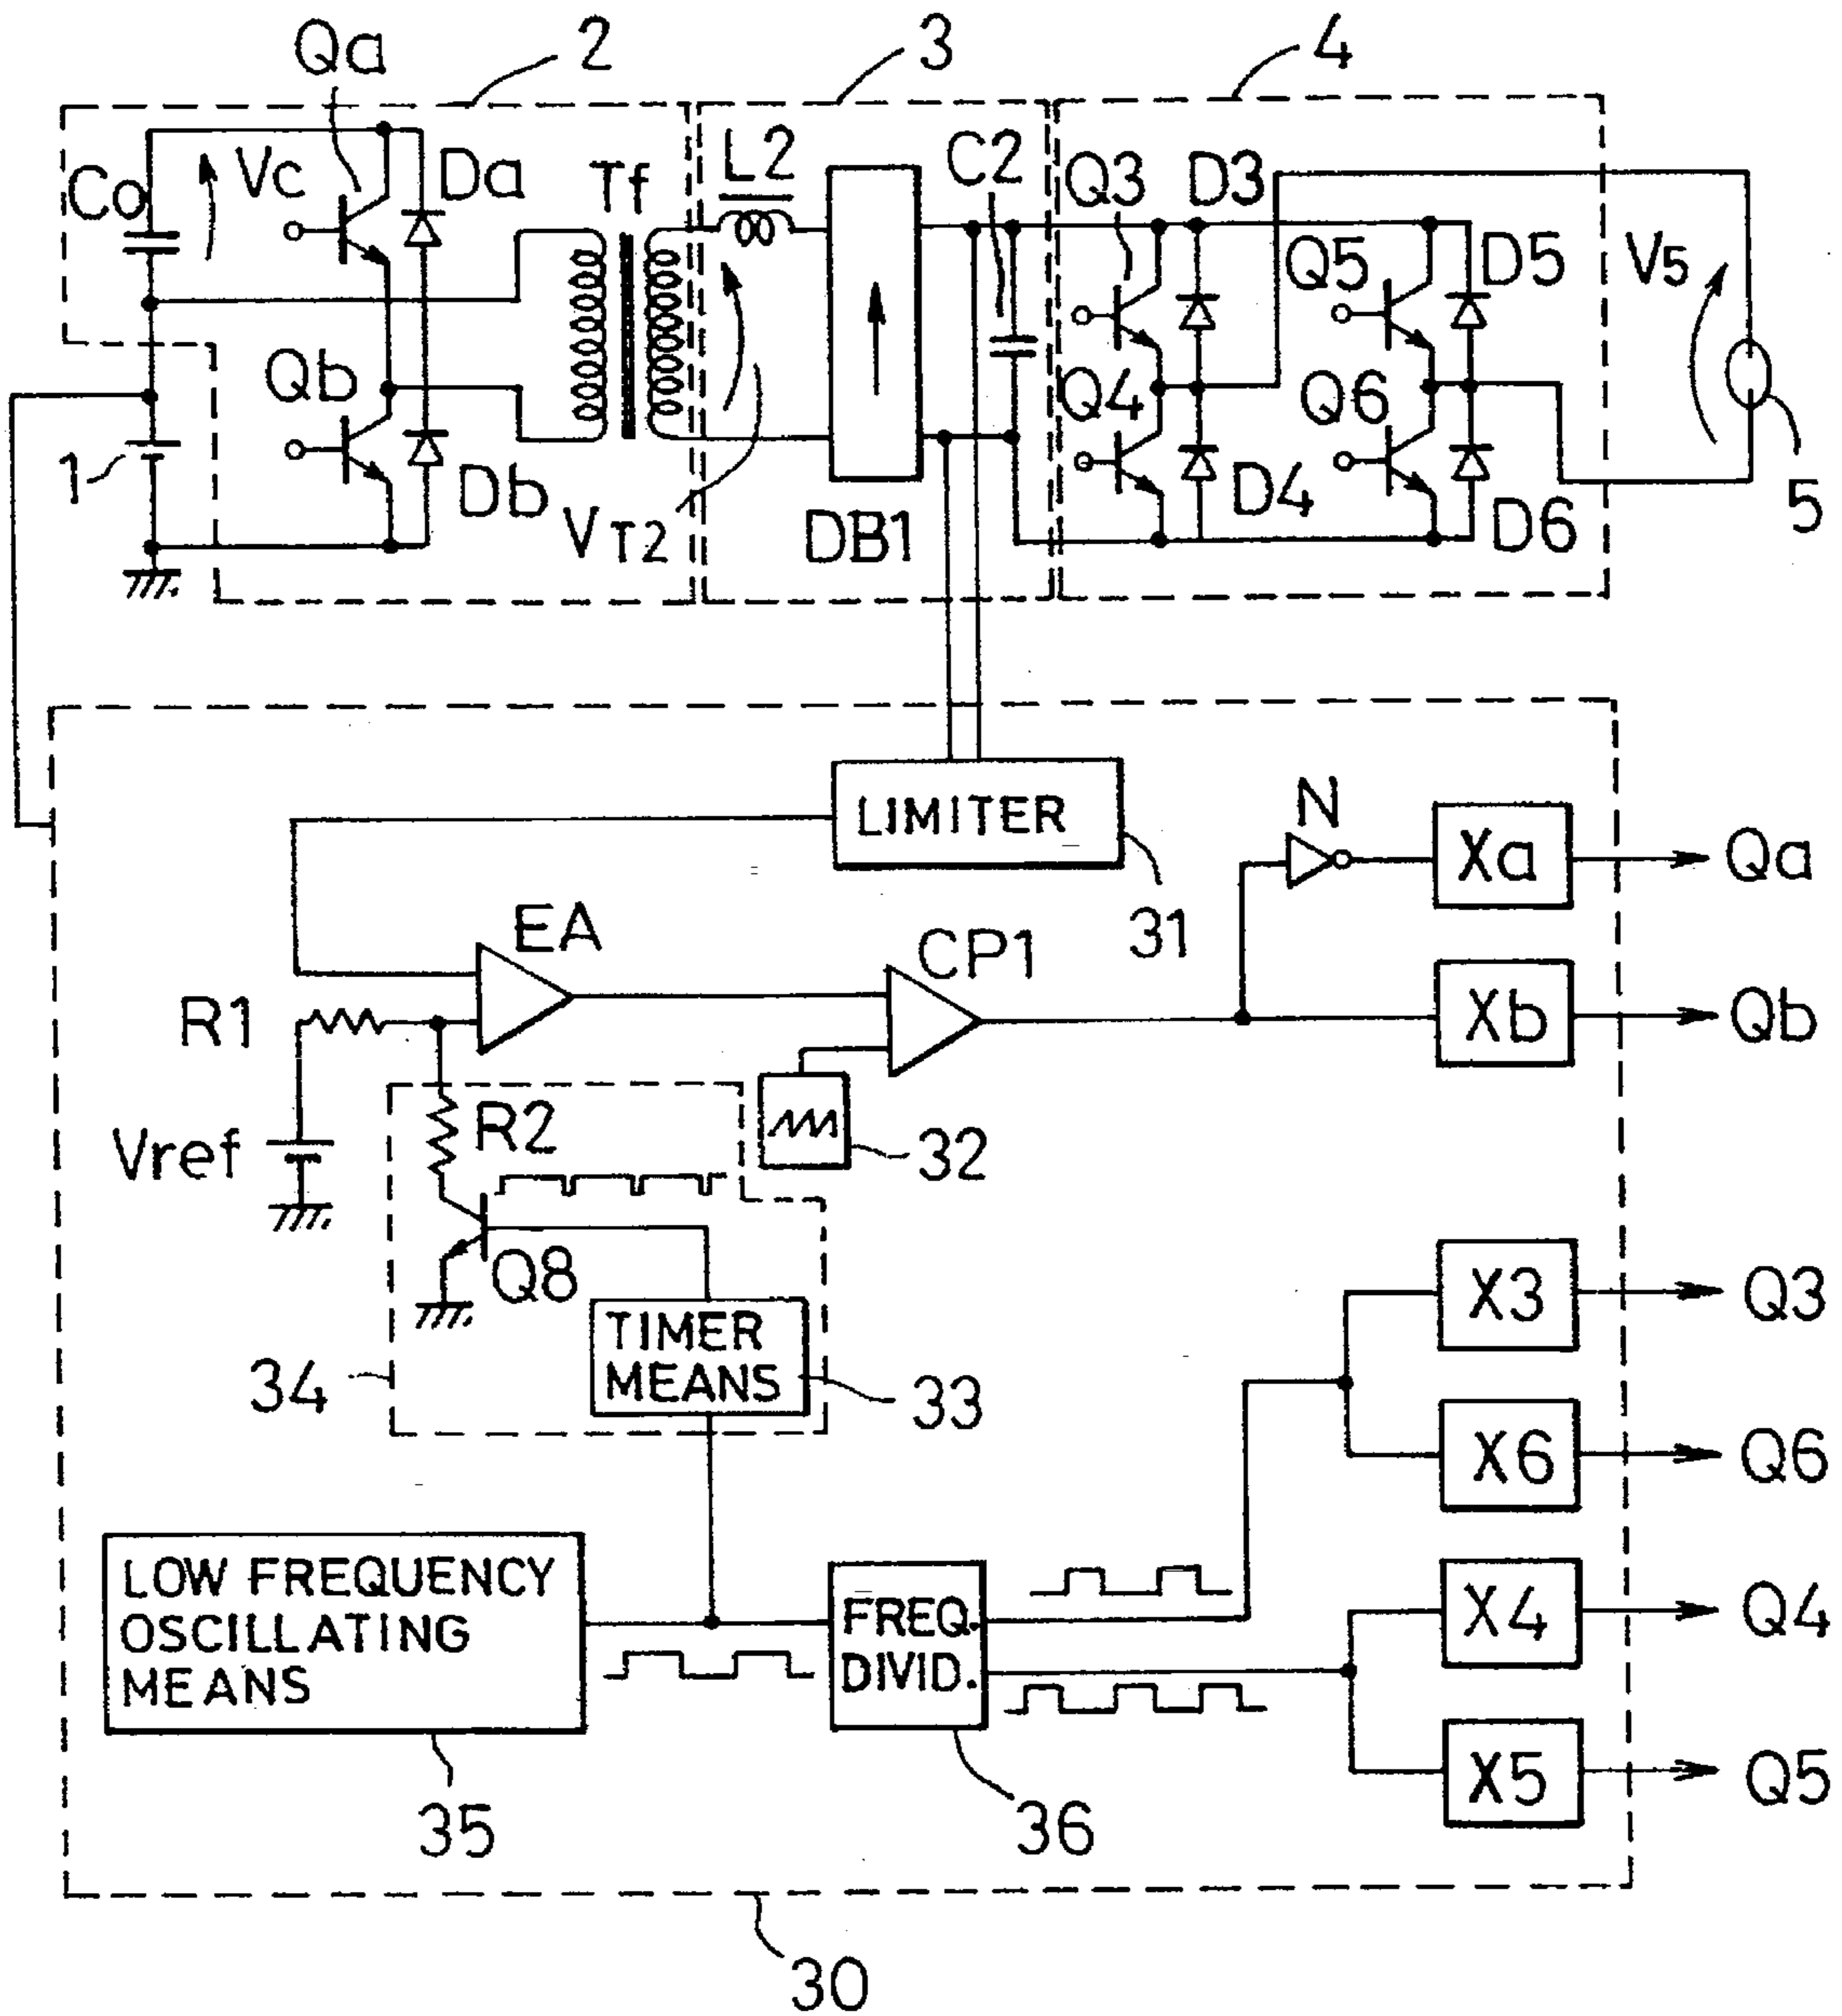 Qa
2
3
4
Co
Vc
Da
Tf
L2
C2
Q3
D3
Q5
D5
V5
Qb
Q4
Q6
1
Db
VT2
DB1
D4
D6
5
LIMITER
31
N
Xa
Qa
EA
CP1
R1
Xb
Qb
Vref
R2
32
Q8
TIMER
MEANS
34
33
X3
Q3
X6
Q6
LOW FREQUENCY
OSCILLATING
MEANS
FREQ.
DIVID.
X4
Q4
X5
Q5
35
36
30